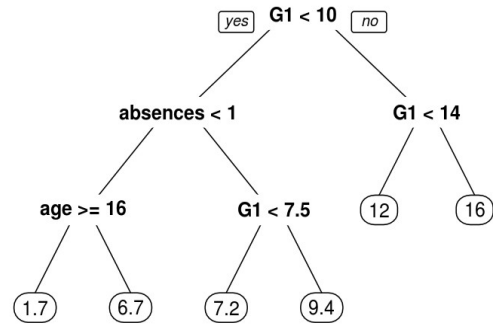 G1 < 10
yes no
absences < 1 G1 < 14
age >= 16 G1 < 7.5 12 16
1.7 6.7 7.2 9.4